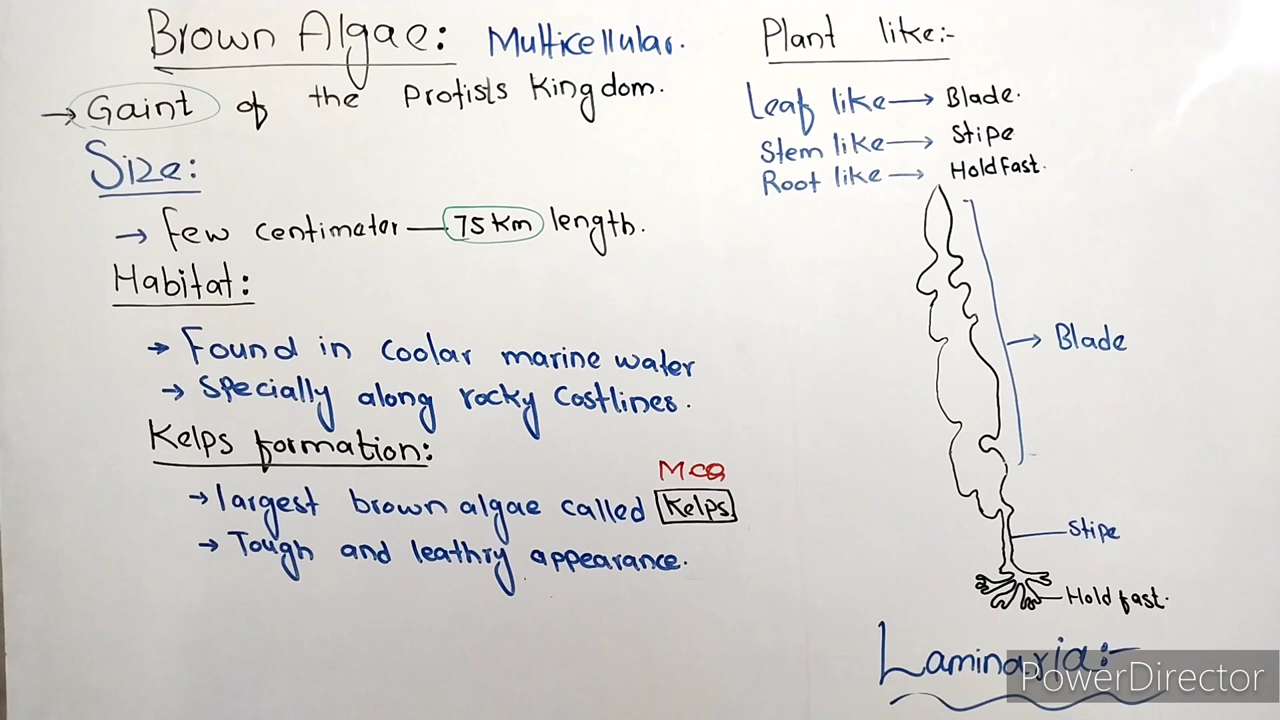 Brown Algae: Multicellular.
→ Gaint of the Protists Kingdom.
Size:
→ Few centimater — 75 km length.
Habitat:
→ Found in coolar marine water
→ Specially along rocky Costlines.
Kelps formation:
MCQ
→ largest brown algae called Kelps
→ Tough and leathry appearance.
Plant like:-
Leaf like → Blade.
Stem like → Stipe
Root like → Hold fast.
→ Blade
Stipe
Hold fast.
Laminaria:-
PowerDirector